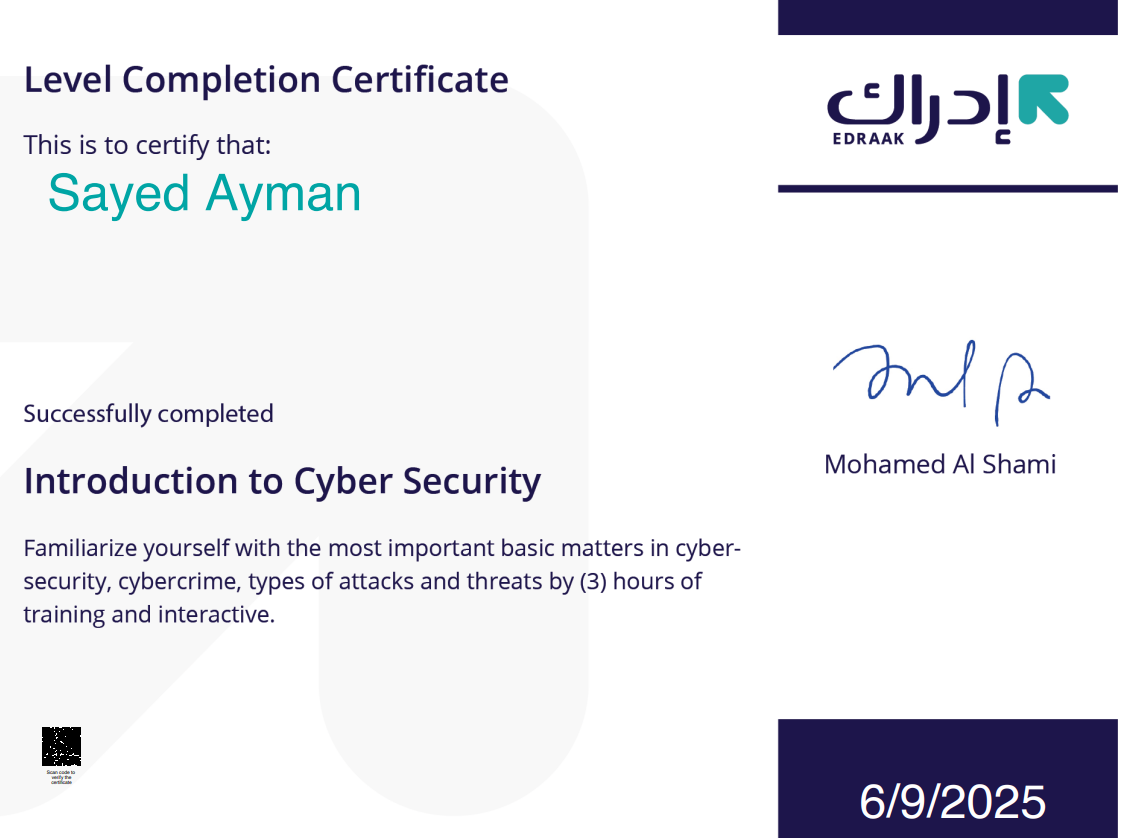 Level Completion Certificate
This is to certify that:
Sayed Ayman
Successfully completed
Introduction to Cyber Security
Familiarize yourself with the most important basic matters in cyber-
security, cybercrime, types of attacks and threats by (3) hours of
training and interactive.
Scan code to
verify the
certificate
إدراك
EDRAAK
Mohamed Al Shami
6/9/2025